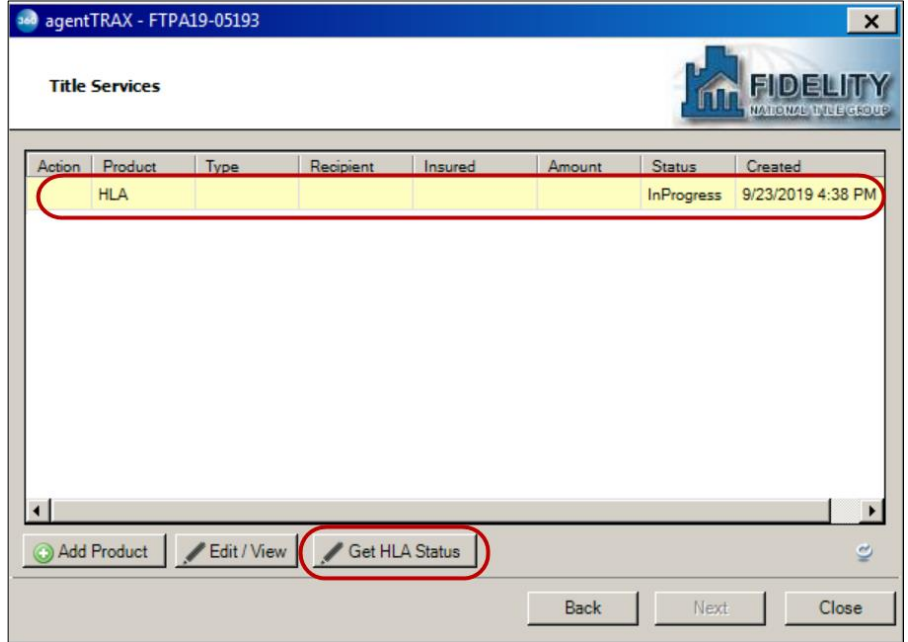 360 agentTRAX - FTPA19-05193
Title Services
FIDELITY
NATIONAL TITLE GROUP
Action Product Type Recipient Insured Amount Status Created
HLA InProgress 9/23/2019 4:38 PM
Add Product Edit / View Get HLA Status
Back Next Close